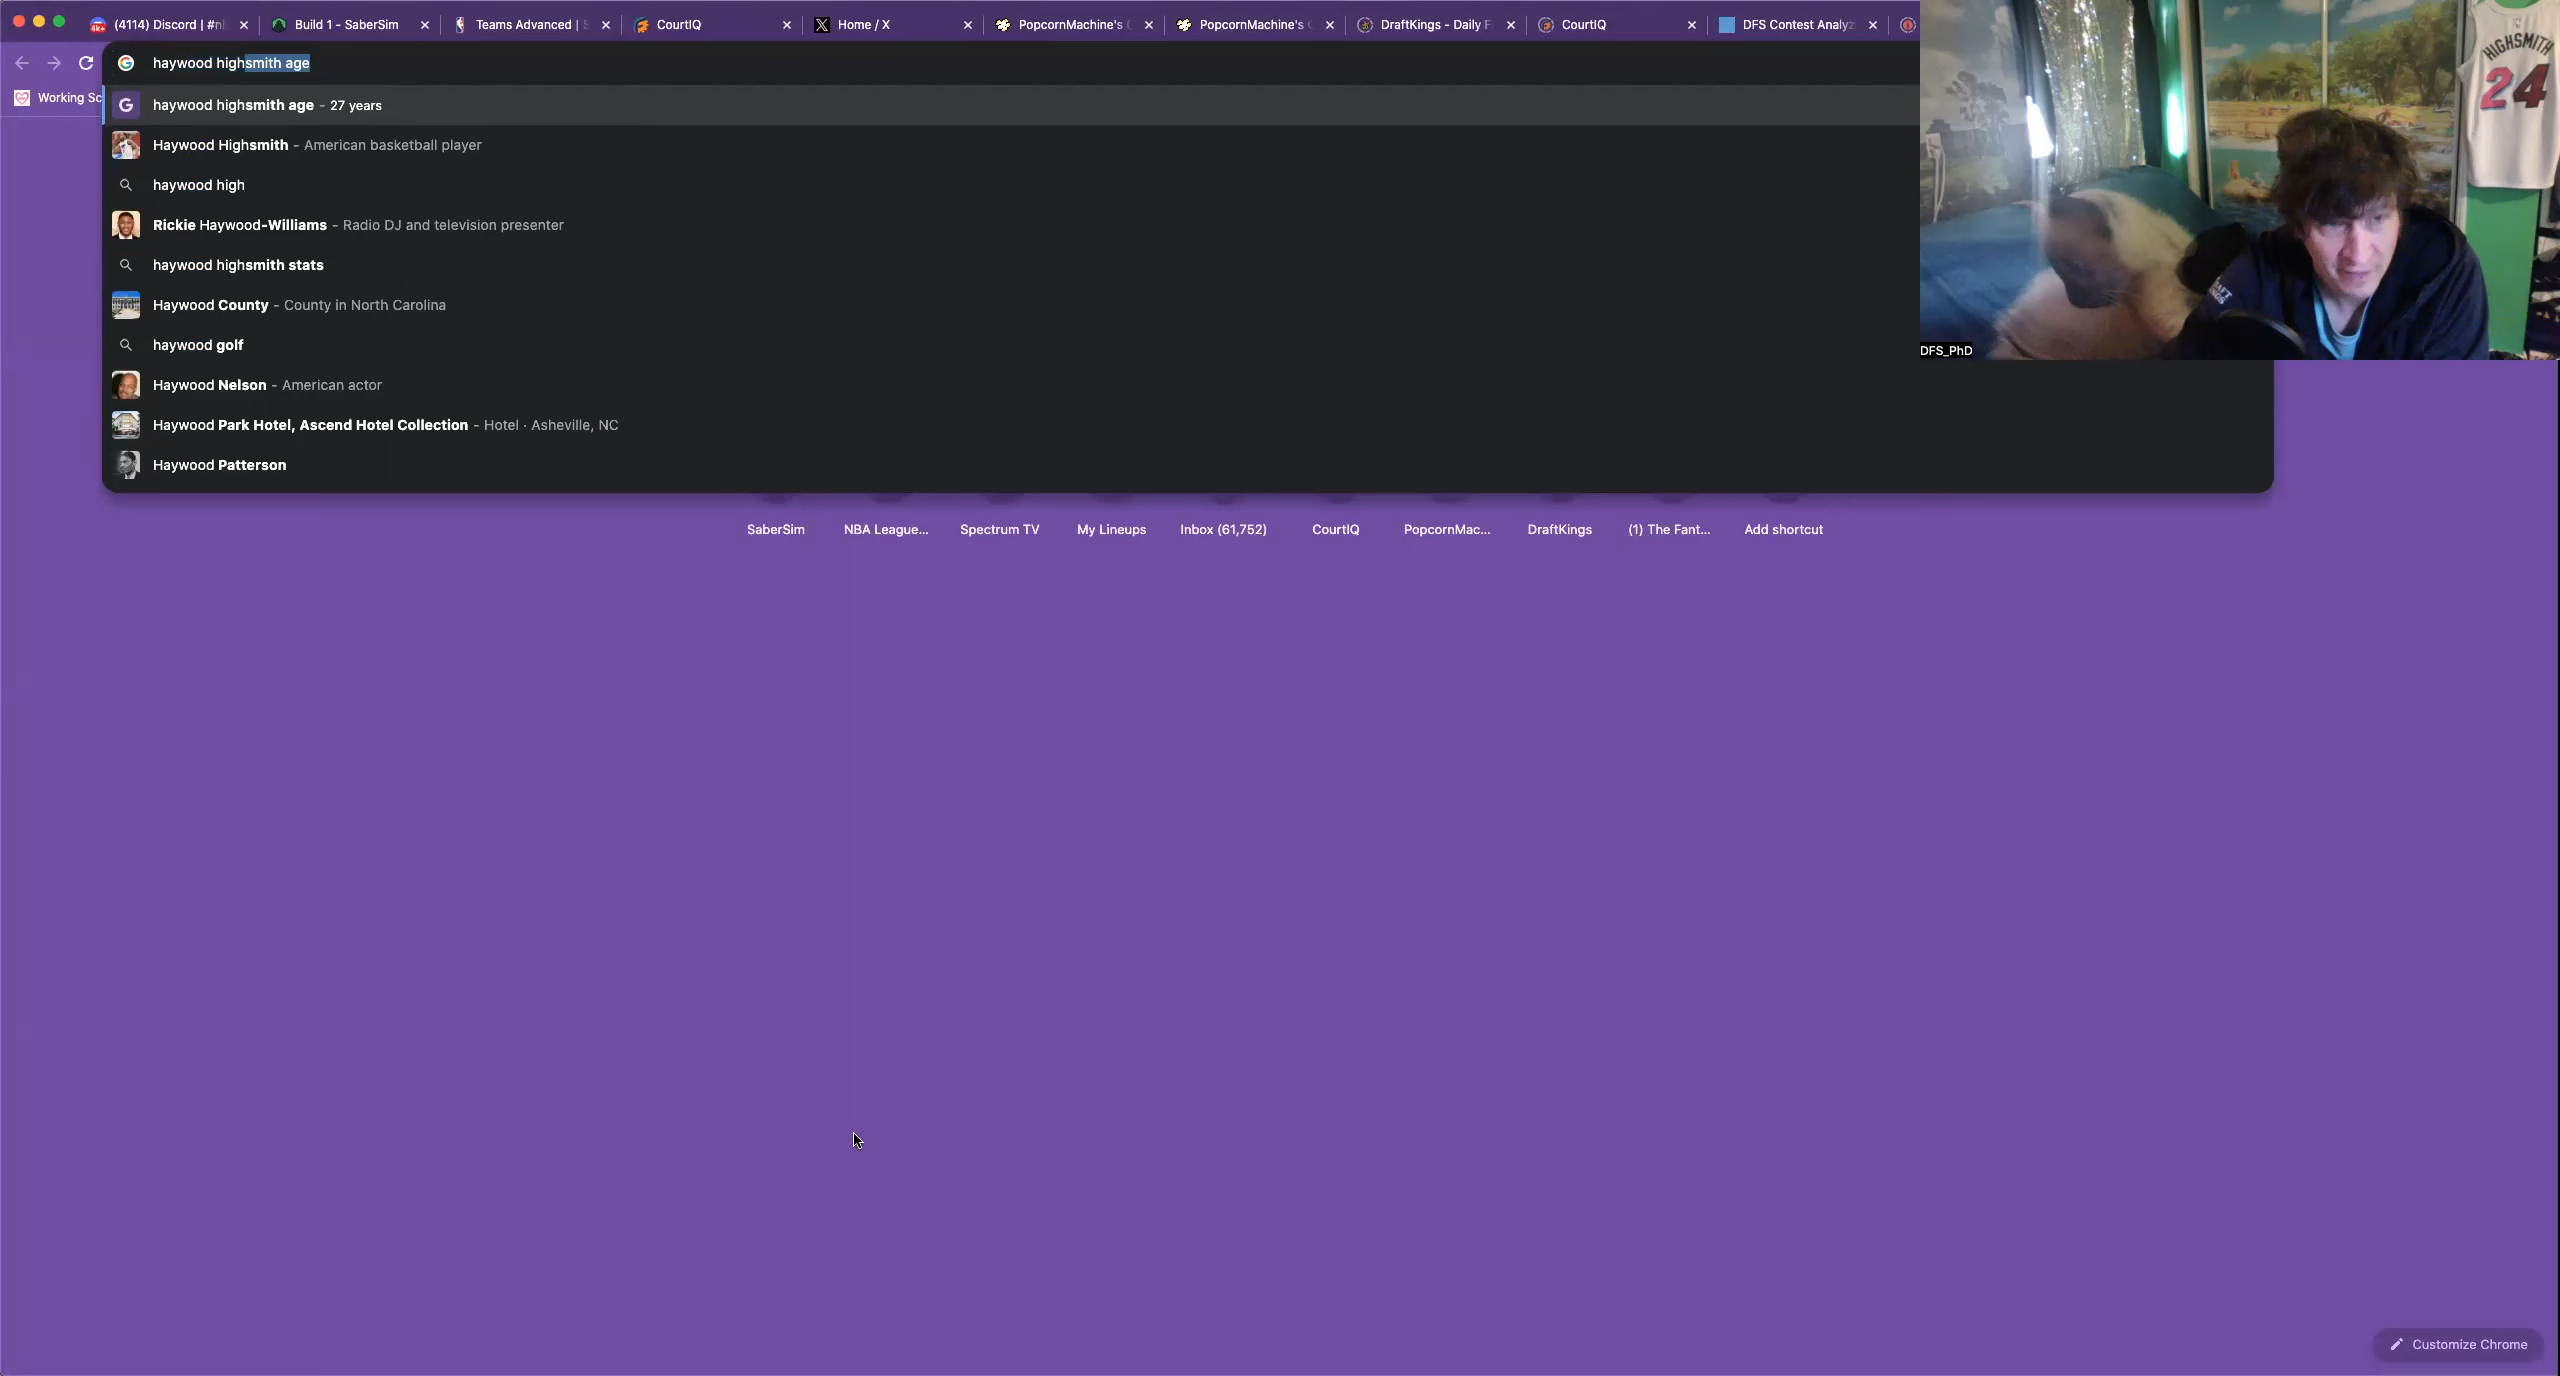 (4114) Discord | #n
Build 1 - SaberSim
Teams Advanced |
CourtIQ
Home / X
PopcornMachine's
PopcornMachine's
DraftKings - Daily F
CourtIQ
DFS Contest Analyz
4K+
haywood highsmith age
Working Sc
haywood highsmith age - 27 years
Haywood Highsmith - American basketball player
haywood high
Rickie Haywood-Williams - Radio DJ and television presenter
haywood highsmith stats
Haywood County - County in North Carolina
haywood golf
Haywood Nelson - American actor
Haywood Park Hotel, Ascend Hotel Collection - Hotel · Asheville, NC
Haywood Patterson
HIGHSMITH
24
DFS_PhD
SaberSim
NBA League...
Spectrum TV
My Lineups
Inbox (61,752)
CourtIQ
PopcornMac...
DraftKings
(1) The Fant...
Add shortcut
Customize Chrome